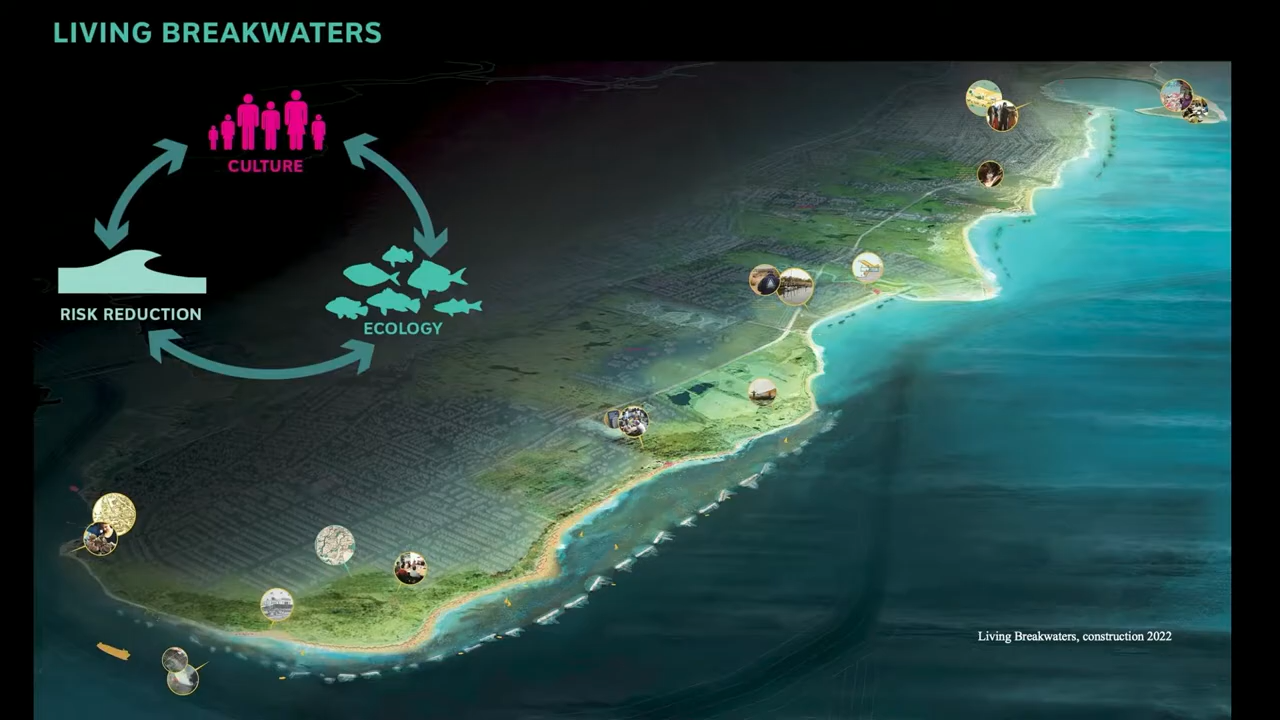 LIVING BREAKWATERS
CULTURE
RISK REDUCTION
ECOLOGY
Living Breakwaters, construction 2022